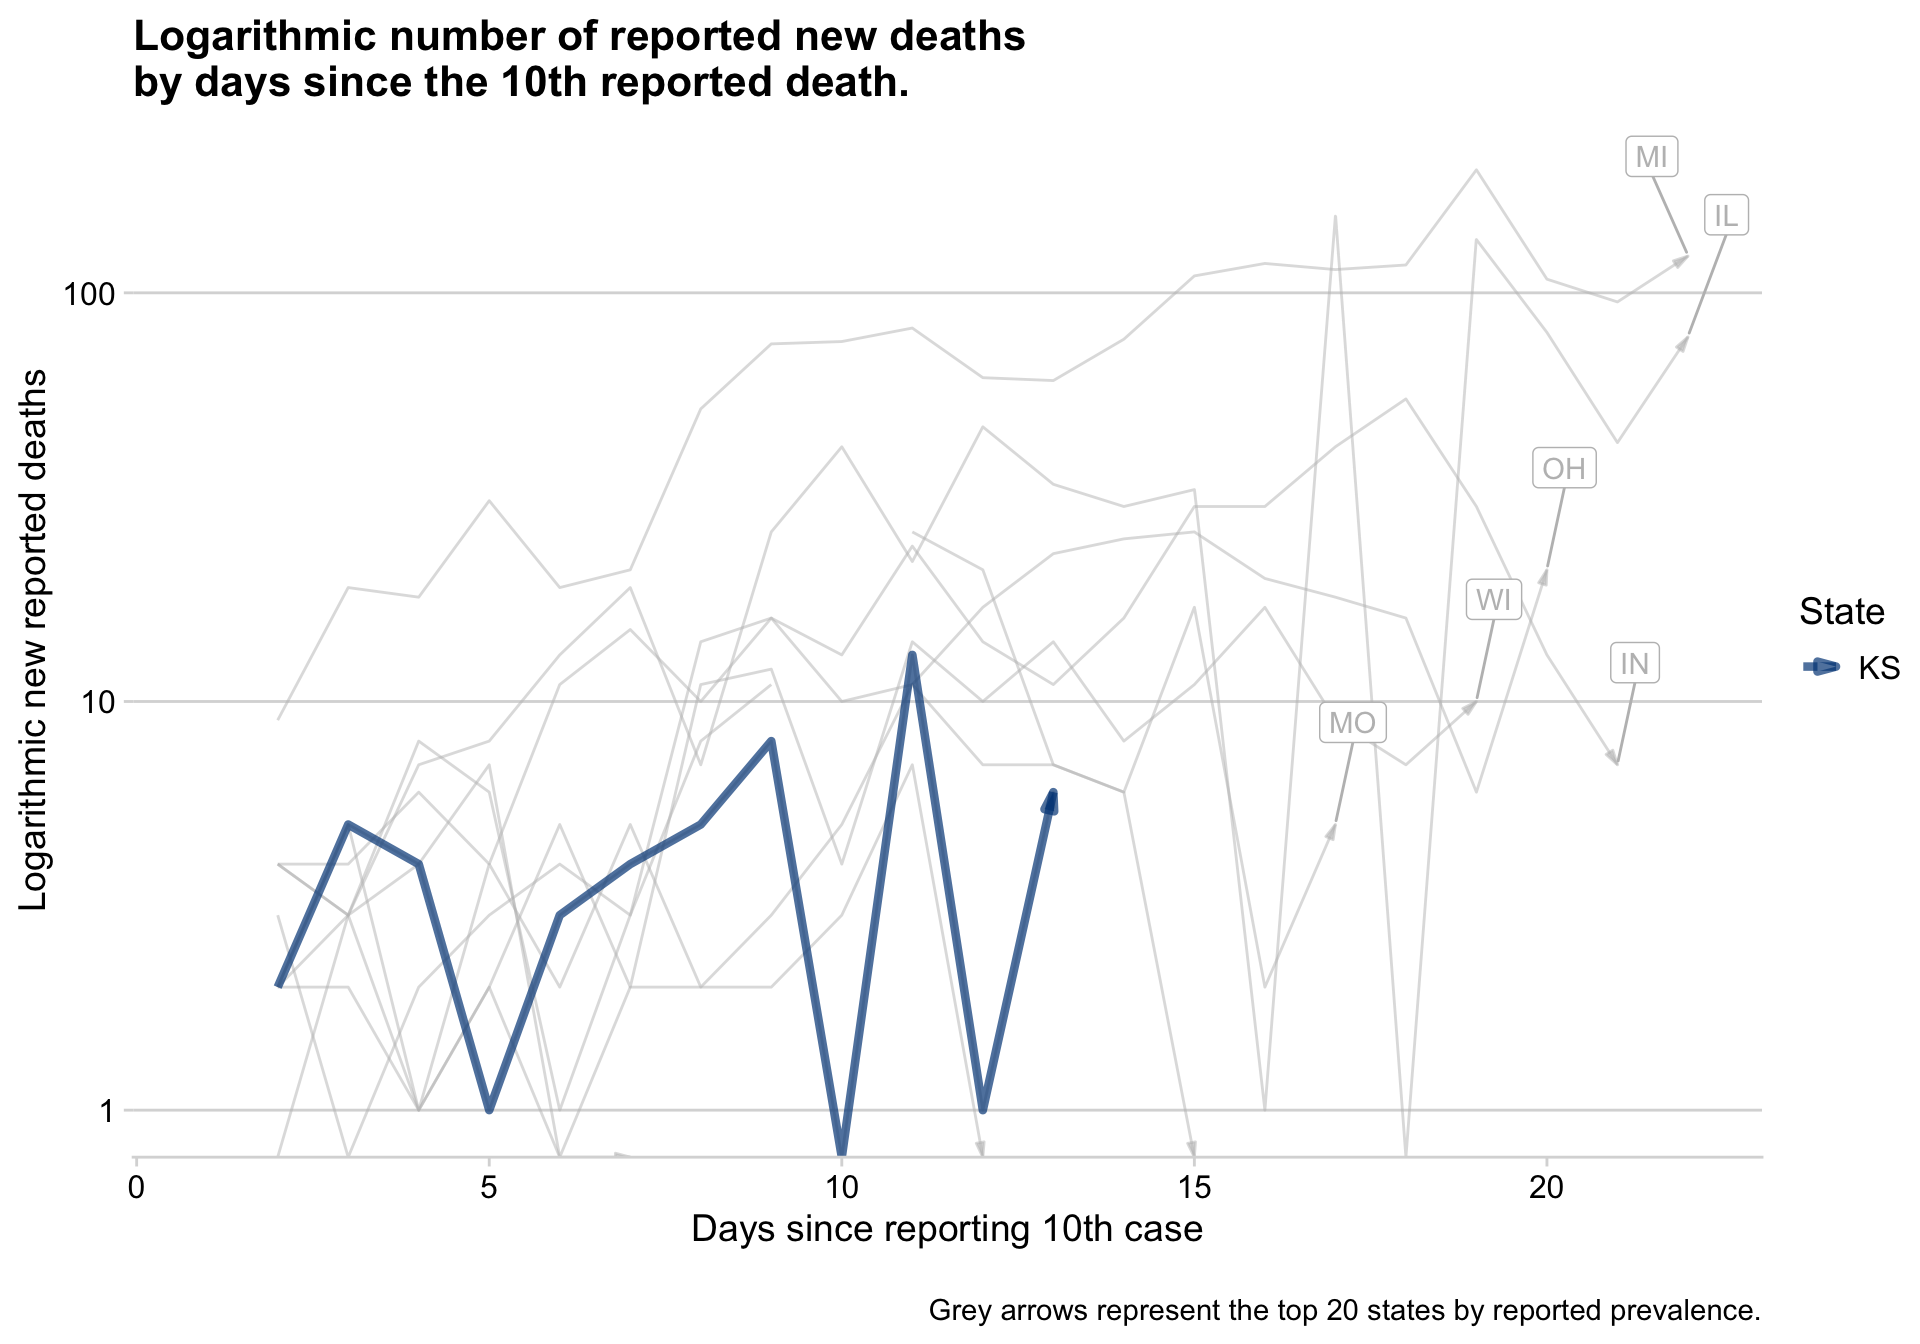 Logarithmic number of reported new deaths
by days since the 10th reported death.
MI
IL
100
OH
WI
IN
10
MO
1
Logarithmic new reported deaths
State
KS
0 5 10 15 20
Days since reporting 10th case
Grey arrows represent the top 20 states by reported prevalence.